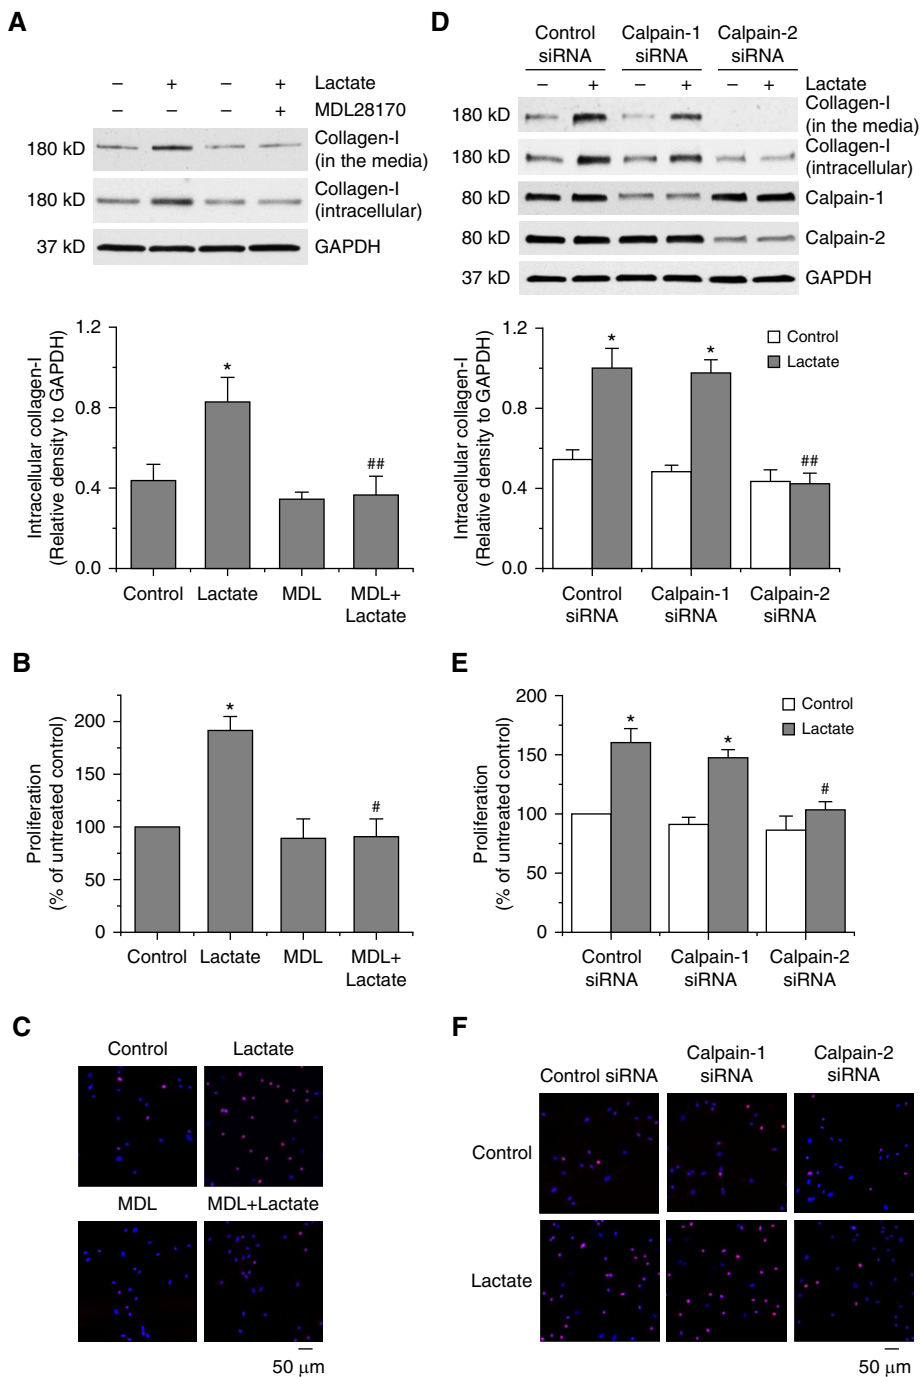 A
− + − + Lactate
− − − + MDL28170
180 kD Collagen-I
(in the media)
180 kD Collagen-I
(intracellular)
37 kD GAPDH
Intracellular collagen-I
(Relative density to GAPDH)
1.2
0.8
0.4
0.0
*
##
Control Lactate MDL MDL+
Lactate
B
Proliferation
(% of untreated control)
200
150
100
50
0
*
#
Control Lactate MDL MDL+
Lactate
C
Control Lactate
MDL MDL+Lactate
50 μm
D
Control
siRNA
Calpain-1
siRNA
Calpain-2
siRNA
− + − + − + Lactate
180 kD Collagen-I
(in the media)
180 kD Collagen-I
(intracellular)
80 kD Calpain-1
80 kD Calpain-2
37 kD GAPDH
Intracellular collagen-I
(Relative density to GAPDH)
1.2
0.8
0.4
0.0
Control
Lactate
*
*
##
Control
siRNA
Calpain-1
siRNA
Calpain-2
siRNA
E
Proliferation
(% of untreated control)
200
150
100
50
0
Control
Lactate
*
*
#
Control
siRNA
Calpain-1
siRNA
Calpain-2
siRNA
F
Control siRNA
Calpain-1
siRNA
Calpain-2
siRNA
Control
Lactate
50 μm